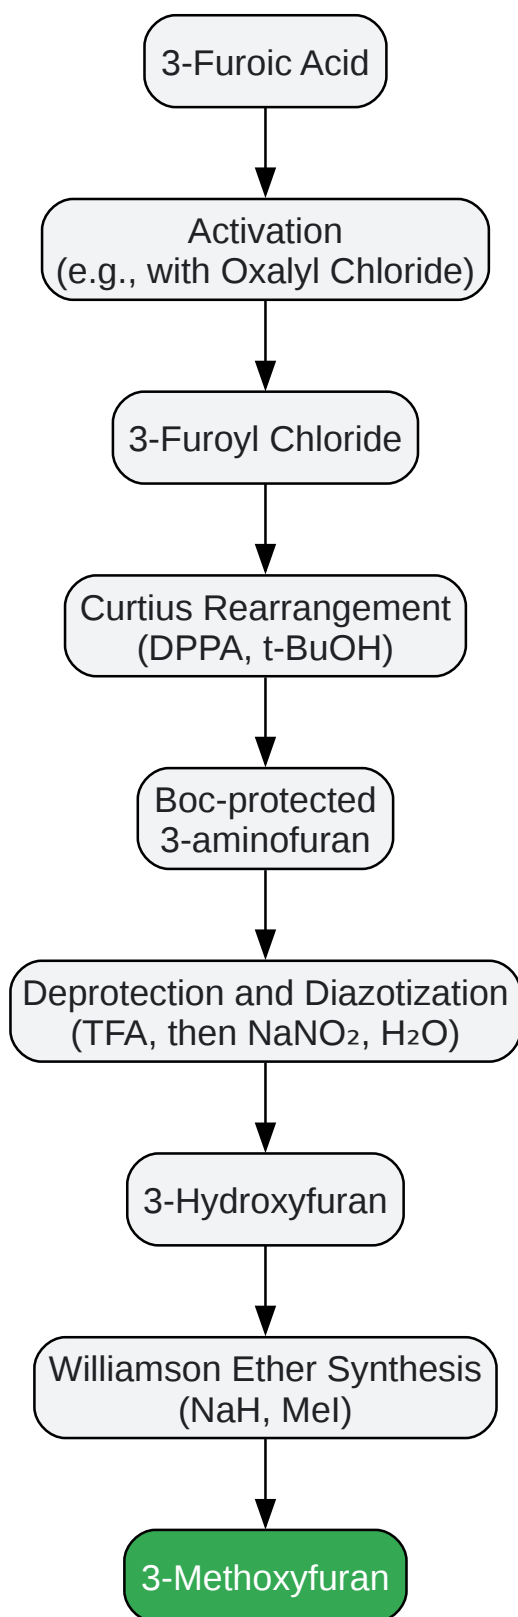 3-Furoic Acid
Activation
(e.g., with Oxalyl Chloride)
3-Furoyl Chloride
Curtius Rearrangement
(DPPA, t-BuOH)
Boc-protected
3-aminofuran
Deprotection and Diazotization
(TFA, then NaNO₂, H₂O)
3-Hydroxyfuran
Williamson Ether Synthesis
(NaH, MeI)
3-Methoxyfuran